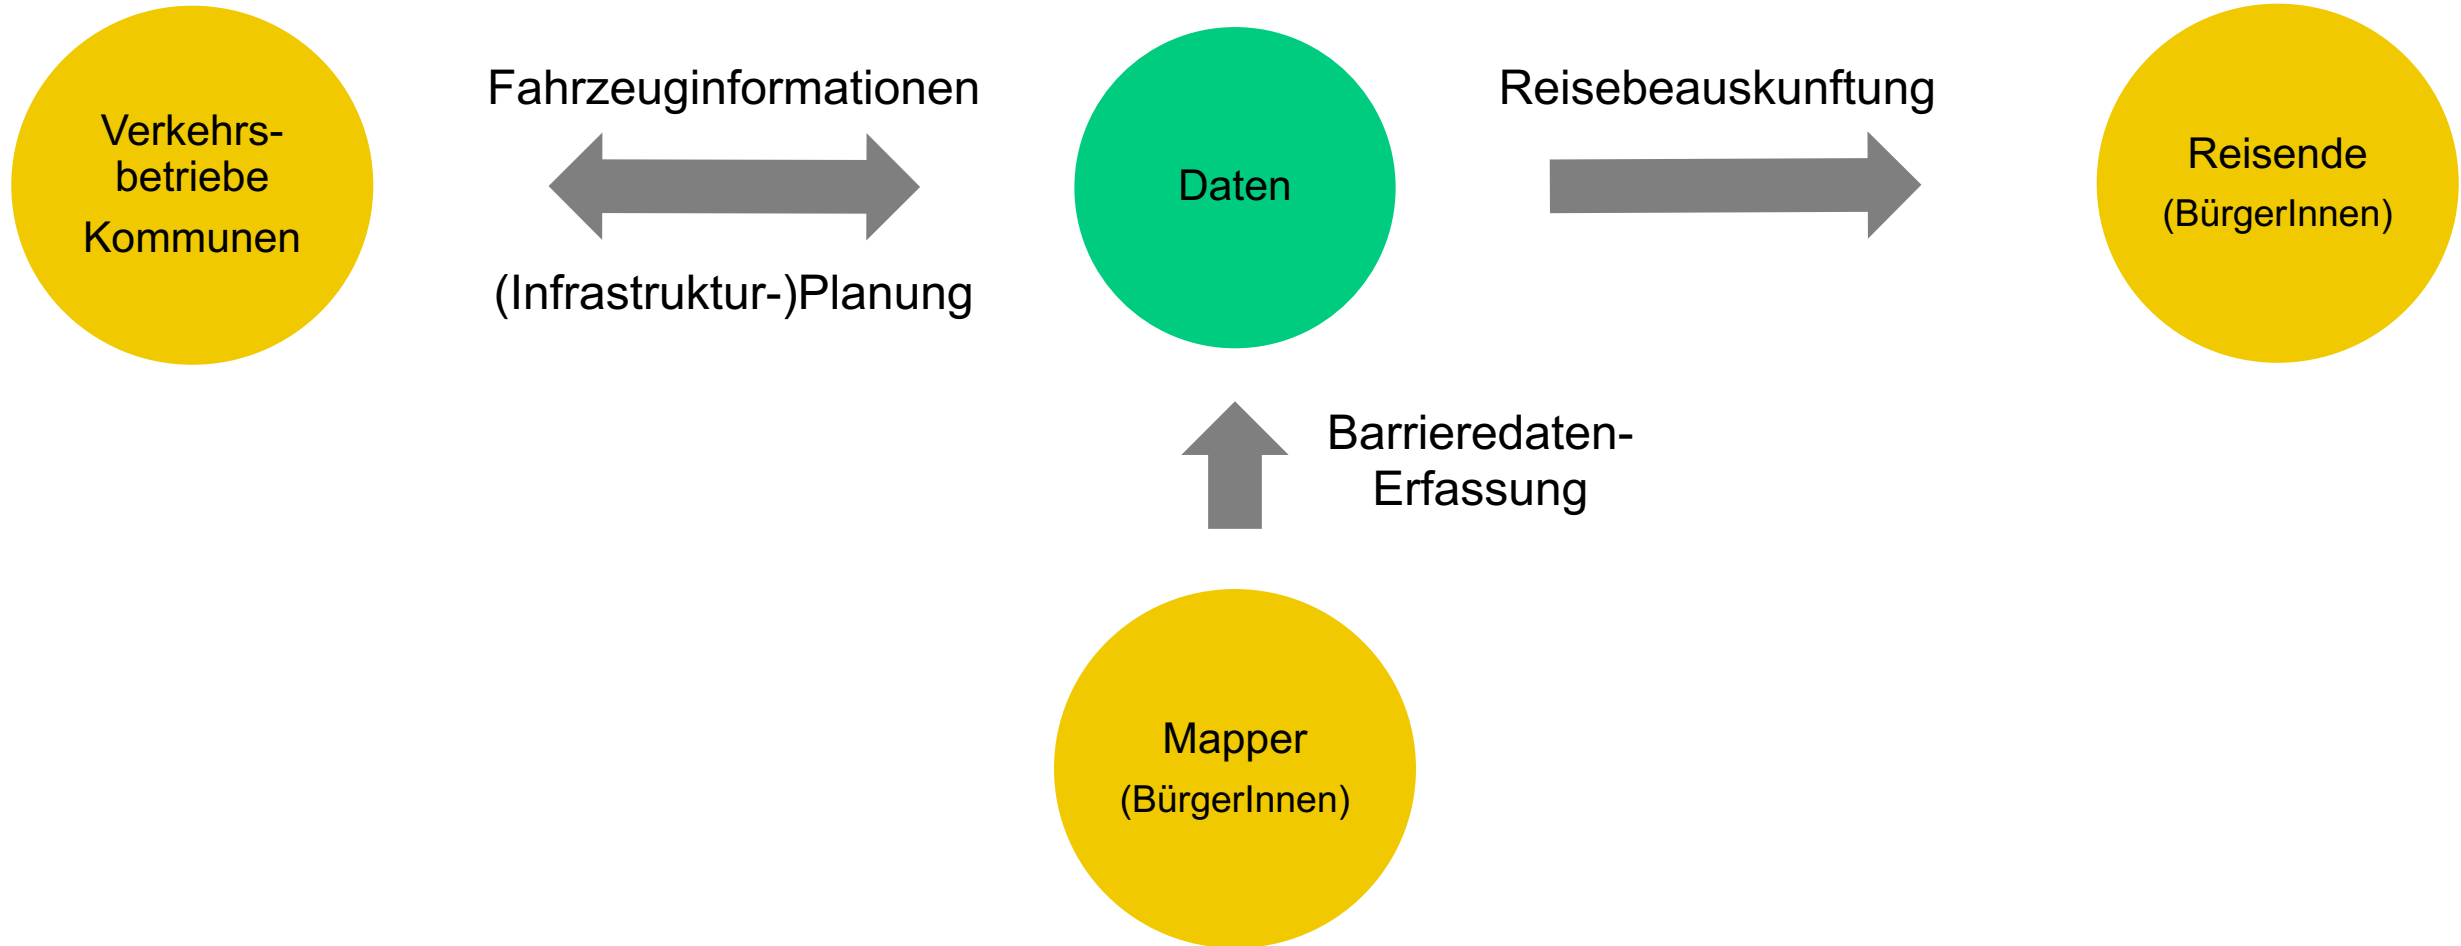 Verkehrs-
betriebe
Kommunen
Fahrzeuginformationen
(Infrastruktur-)Planung
Daten
Reisebeauskunftung
Reisende
(BürgerInnen)
Barrieredaten-
Erfassung
Mapper
(BürgerInnen)